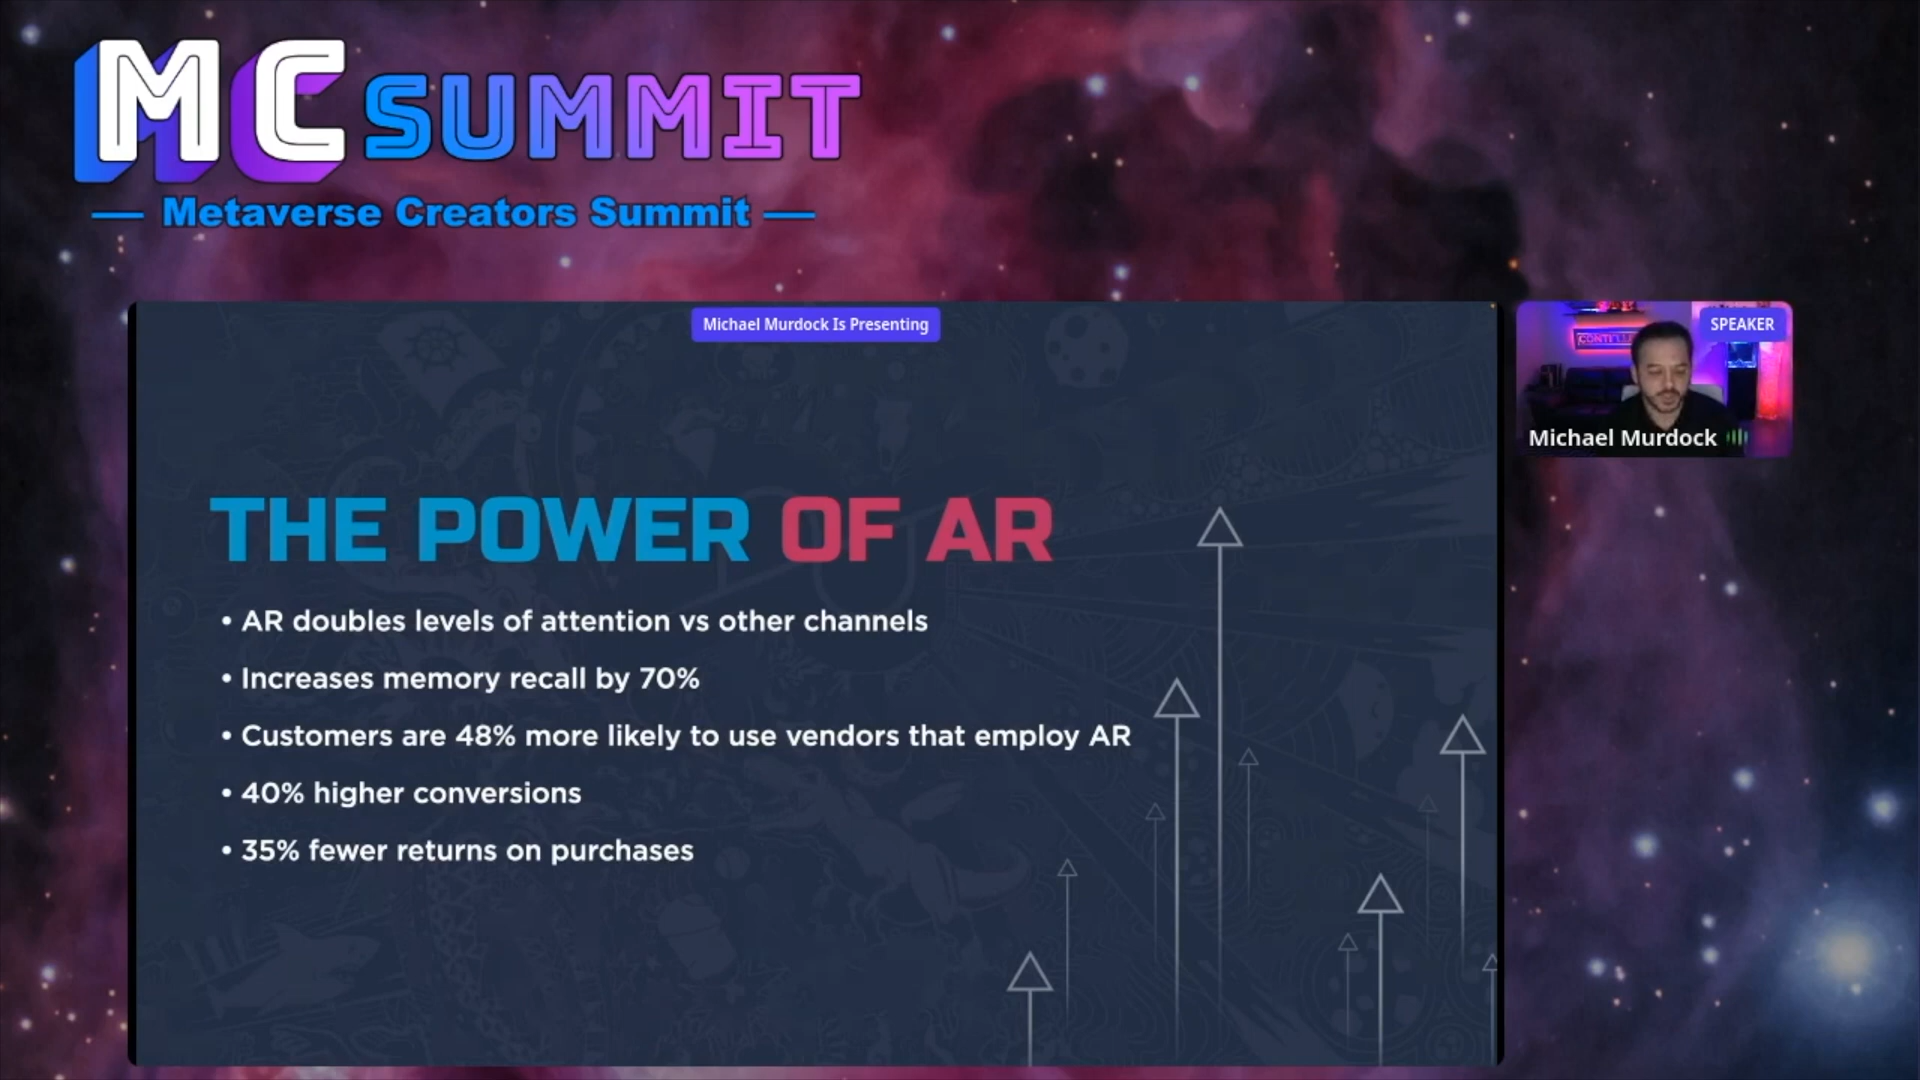 MC SUMMIT
Metaverse Creators Summit
Michael Murdock Is Presenting
SPEAKER
Michael Murdock
THE POWER OF AR
• AR doubles levels of attention vs other channels
• Increases memory recall by 70%
• Customers are 48% more likely to use vendors that employ AR
• 40% higher conversions
• 35% fewer returns on purchases